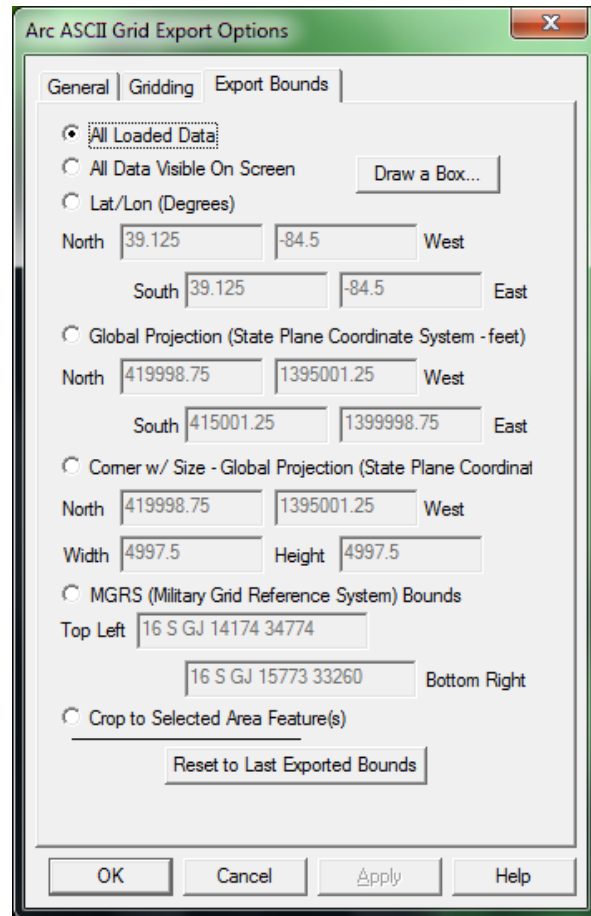 Arc ASCII Grid Export Options
General Gridding Export Bounds
All Loaded Data
All Data Visible On Screen Draw a Box...
Lat/Lon (Degrees)
North 39.125 -84.5 West
South 39.125 -84.5 East
Global Projection (State Plane Coordinate System - feet)
North 419998.75 1395001.25 West
South 415001.25 1399998.75 East
Corner w/ Size - Global Projection (State Plane Coordinat
North 419998.75 1395001.25 West
Width 4997.5 Height 4997.5
MGRS (Military Grid Reference System) Bounds
Top Left 16 S GJ 14174 34774
16 S GJ 15773 33260 Bottom Right
Crop to Selected Area Feature(s)
Reset to Last Exported Bounds
OK Cancel Apply Help